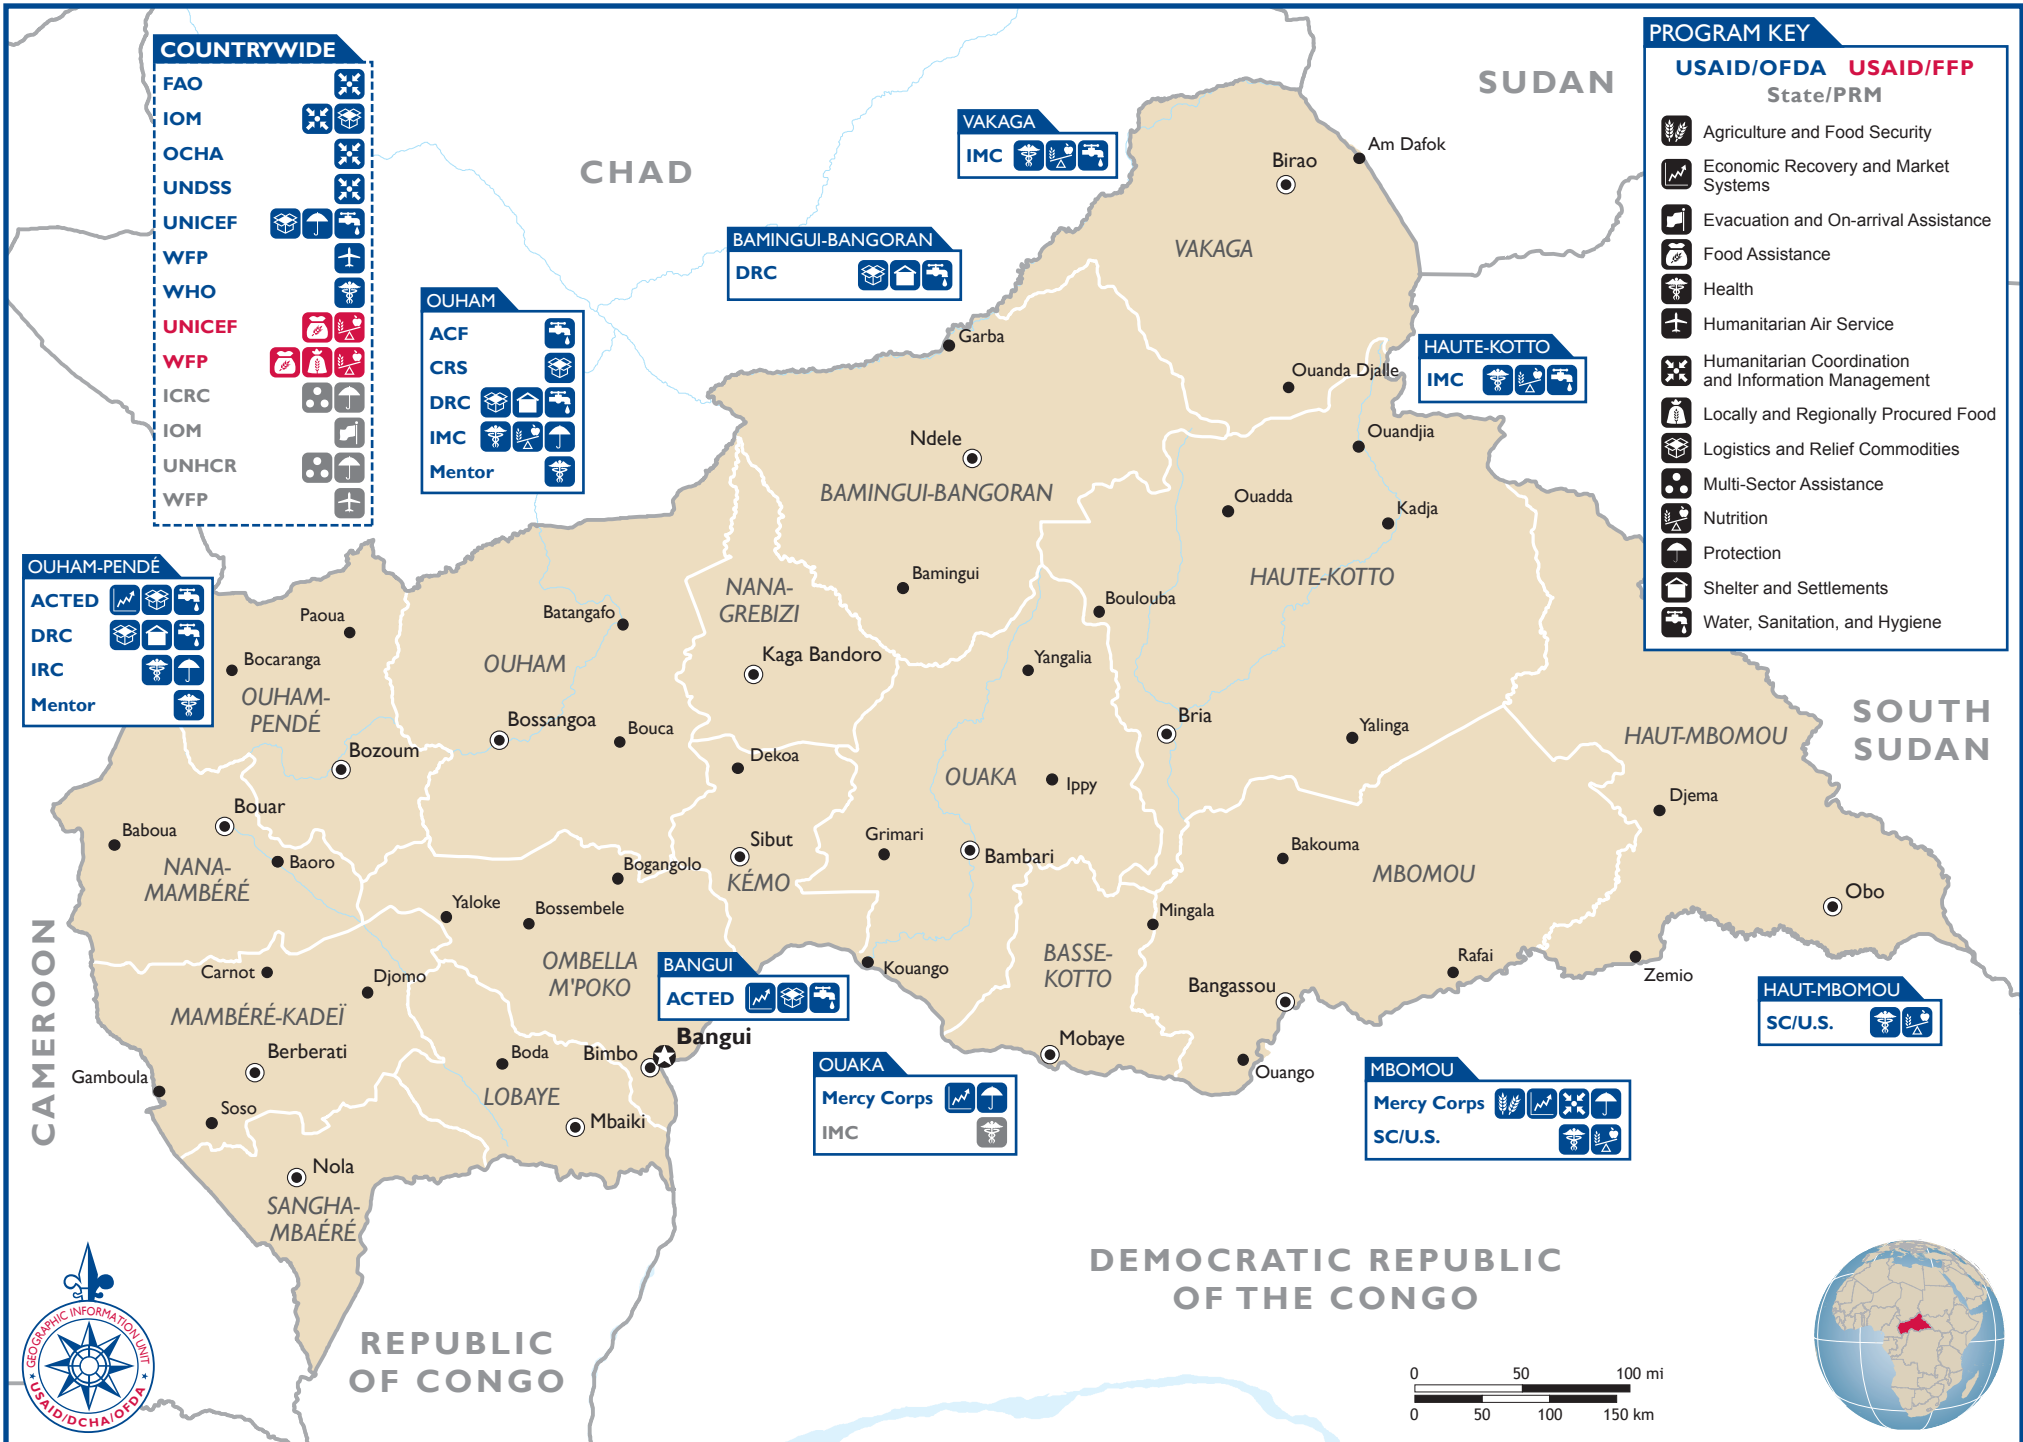 COUNTRYWIDE
FAO
IOM
OCHA
UNDSS
UNICEF
WFP
WHO
UNICEF
WFP
ICRC
IOM
UNHCR
WFP
PROGRAM KEY
USAID/OFDA USAID/FFP
State/PRM
Agriculture and Food Security
Economic Recovery and Market
Systems
Evacuation and On-arrival Assistance
Food Assistance
Health
Humanitarian Air Service
Humanitarian Coordination
and Information Management
Locally and Regionally Procured Food
Logistics and Relief Commodities
Multi-Sector Assistance
Nutrition
Protection
Shelter and Settlements
Water, Sanitation, and Hygiene
VAKAGA
IMC
BAMINGUI-BANGORAN
DRC
OUHAM
ACF
CRS
DRC
IMC
Mentor
HAUTE-KOTTO
IMC
OUHAM-PENDÉ
ACTED
DRC
IRC
Mentor
BANGUI
ACTED
OUAKA
Mercy Corps
IMC
MBOMOU
Mercy Corps
SC/U.S.
HAUT-MBOMOU
SC/U.S.
SUDAN
CHAD
SOUTH
SUDAN
CAMEROON
REPUBLIC
OF CONGO
DEMOCRATIC REPUBLIC
OF THE CONGO
Am Dafok
Birao
VAKAGA
Garba
Ouanda Djalle
Ouandjia
Ndele
BAMINGUI-BANGORAN
Ouadda
Kadja
Bamingui
NANA-
GREBIZI
HAUTE-KOTTO
Boulouba
Paoua
Batangafo
Bocaranga
OUHAM
Kaga Bandoro
Yangalia
OUHAM-
PENDÉ
Bossangoa
Bouca
Bria
Yalinga
HAUT-MBOMOU
Bozoum
Dekoa
OUAKA
Ippy
Djema
Bouar
Baboua
Baoro
NANA-
MAMBÉRÉ
Sibut
KÉMO
Grimari
Bambari
Bakouma
MBOMOU
Obo
Bogangolo
Yaloke
Bossembele
Mingala
OMBELLA
M'POKO
BASSE-
KOTTO
Kouango
Rafai
Zemio
Carnot
Djomo
MAMBÉRÉ-KADEÏ
Bangassou
Bangui
Bimbo
Boda
Mobaye
Ouango
Berberati
Gamboula
Soso
LOBAYE
Mbaiki
Nola
SANGHA-
MBAÉRÉ
GEOGRAPHIC INFORMATION UNIT
USAID/DCHA/OFDA
0 50 100 mi
0 50 100 150 km